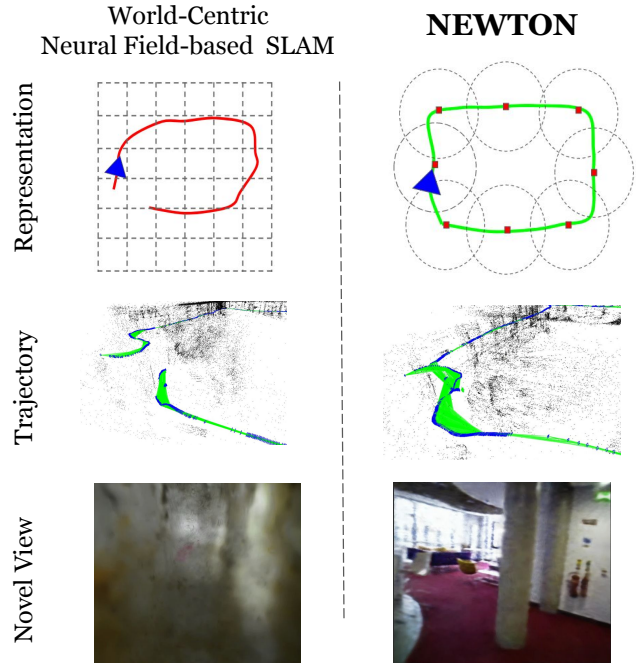 World-Centric
Neural Field-based SLAM
NEWTON
Representation
Trajectory
Novel View